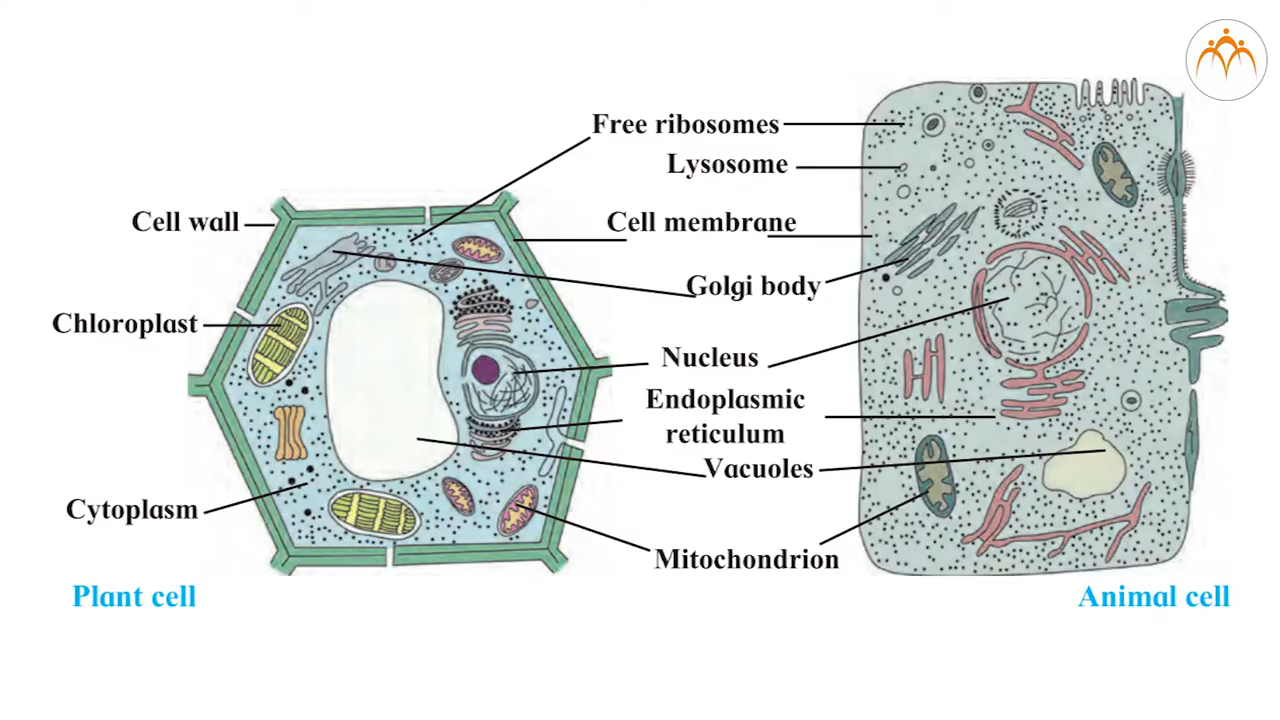 Free ribosomes
Lysosome
Cell wall
Cell membrane
Golgi body
Chloroplast
Nucleus
Endoplasmic
reticulum
Vacuoles
Cytoplasm
Mitochondrion
Plant cell
Animal cell